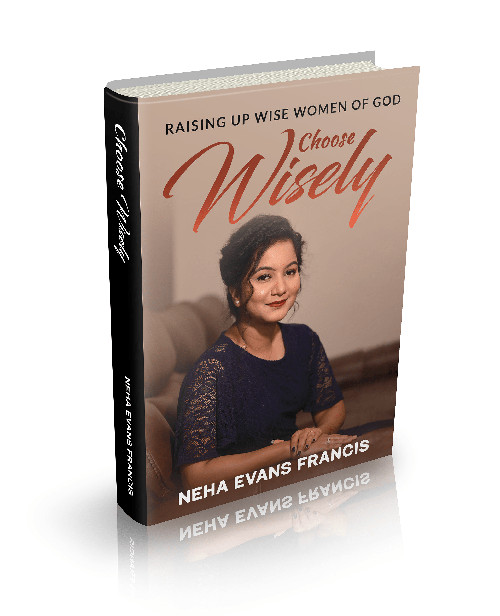 RAISING UP WISE WOMEN OF GOD
Choose
Wisely
NEHA EVANS FRANCIS
Choose Wisely
NEHA EVANS FRANCIS